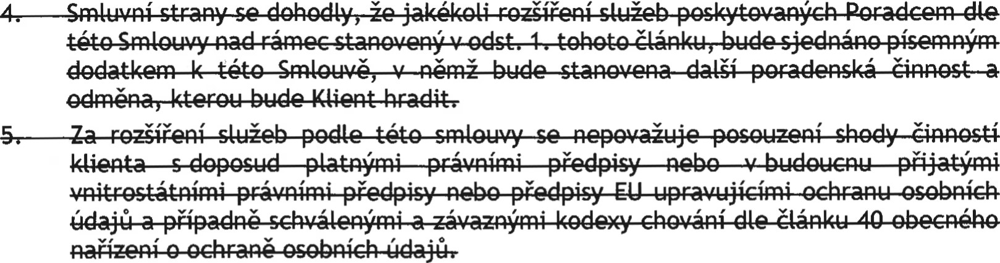 4. Smluvní strany se dohodly, že jakékoli rozšíření služeb poskytovaných Poradcem dle
této Smlouvy nad rámec stanovený v odst. 1. tohoto článku, bude sjednáno písemným
dodatkem k této Smlouvě, v němž bude stanovena další poradenská činnost a
odměna, kterou bude Klient hradit.
5. Za rozšíření služeb podle této smlouvy se nepovažuje posouzení shody činností
klienta s doposud platnými právními předpisy nebo v budoucnu přijatými
vnitrostátními právními předpisy nebo předpisy EU upravujícími ochranu osobních
údajů a případně schválenými a závaznými kodexy chování dle článku 40 obecného
nařízení o ochraně osobních údajů.